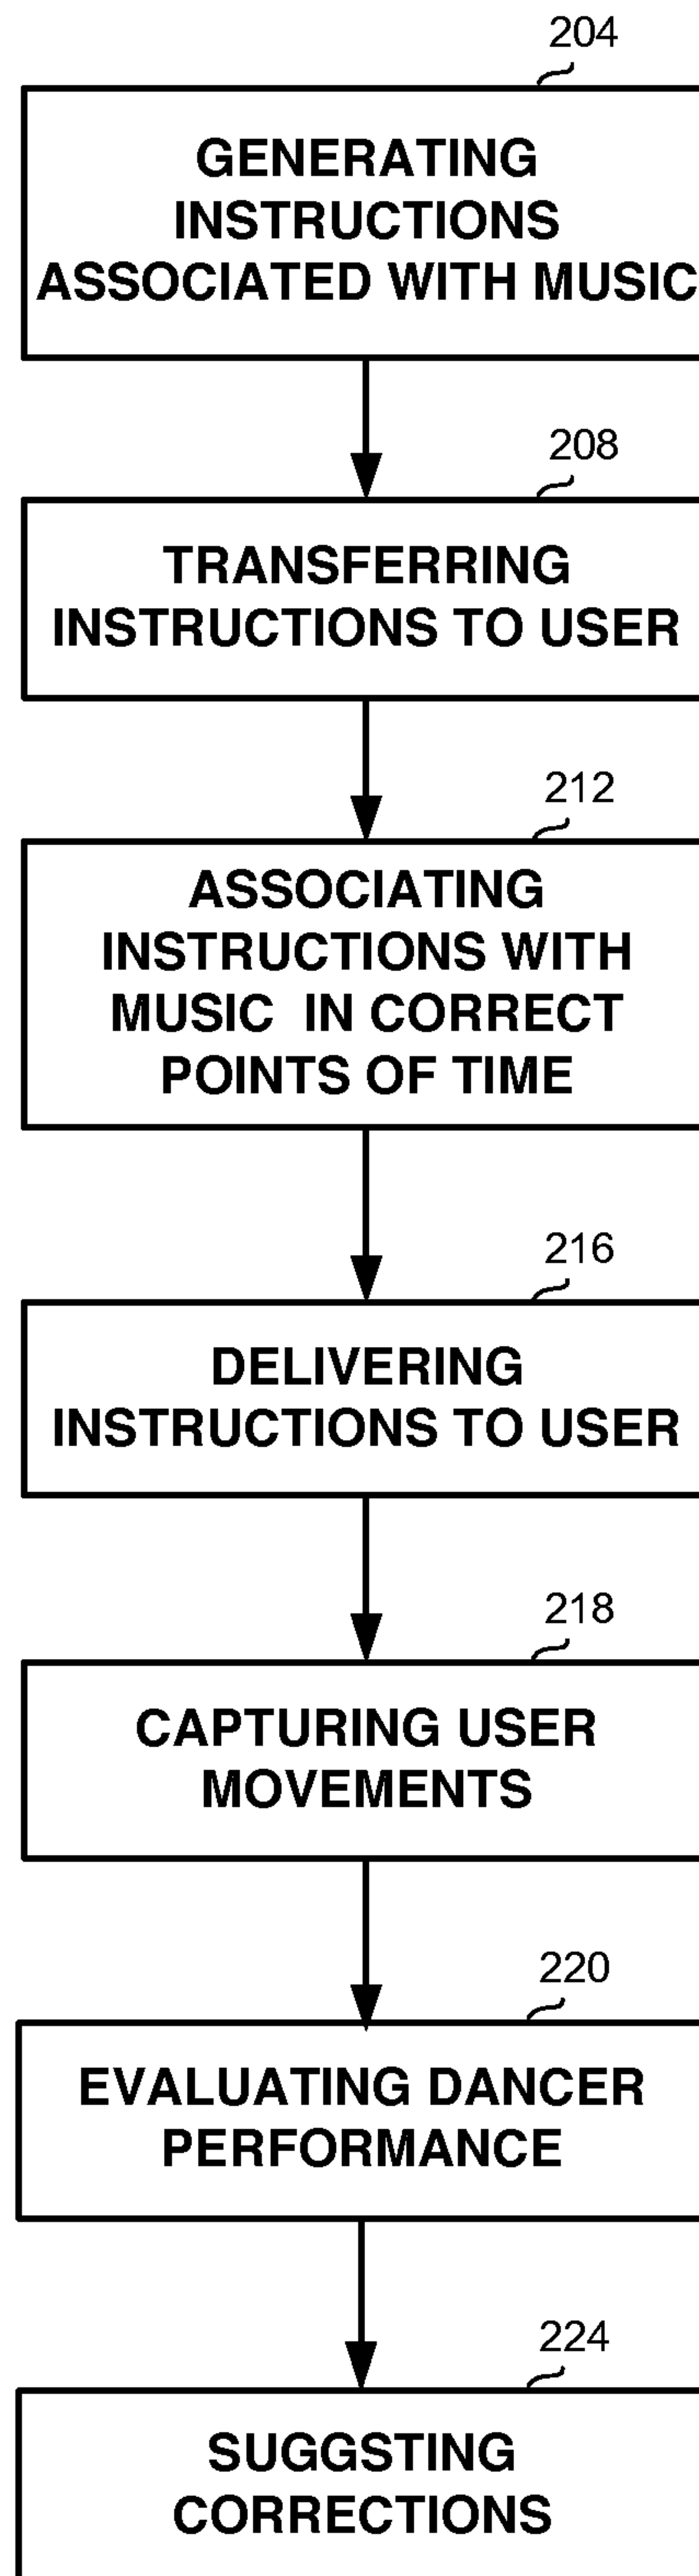 204
GENERATING
INSTRUCTIONS
ASSOCIATED WITH MUSIC
208
TRANSFERRING
INSTRUCTIONS TO USER
212
ASSOCIATING
INSTRUCTIONS WITH
MUSIC IN CORRECT
POINTS OF TIME
216
DELIVERING
INSTRUCTIONS TO USER
218
CAPTURING USER
MOVEMENTS
220
EVALUATING DANCER
PERFORMANCE
224
SUGGSTING
CORRECTIONS